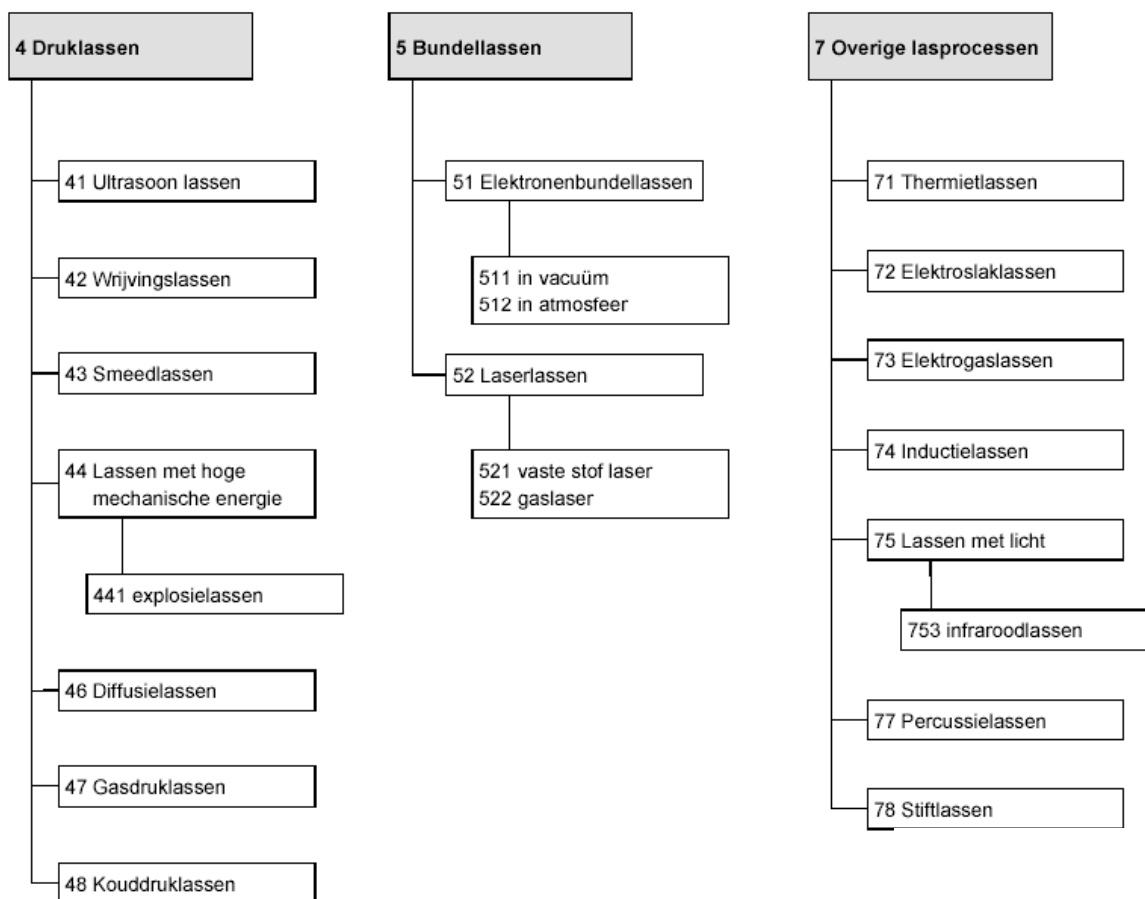 4 Druklassen
41 Ultrasoon lassen
42 Wrijvingslassen
43 Smeedlassen
44 Lassen met hoge
mechanische energie
441 explosielassen
46 Diffusielassen
47 Gasdruklassen
48 Kouddruklassen
5 Bundellassen
51 Elektronenbundellassen
511 in vacuüm
512 in atmosfeer
52 Laserlassen
521 vaste stof laser
522 gaslaser
7 Overige lasprocessen
71 Thermietlassen
72 Elektroslaklassen
73 Elektrogaslassen
74 Inductielassen
75 Lassen met licht
753 infraroodlassen
77 Percussielassen
78 Stiftlassen